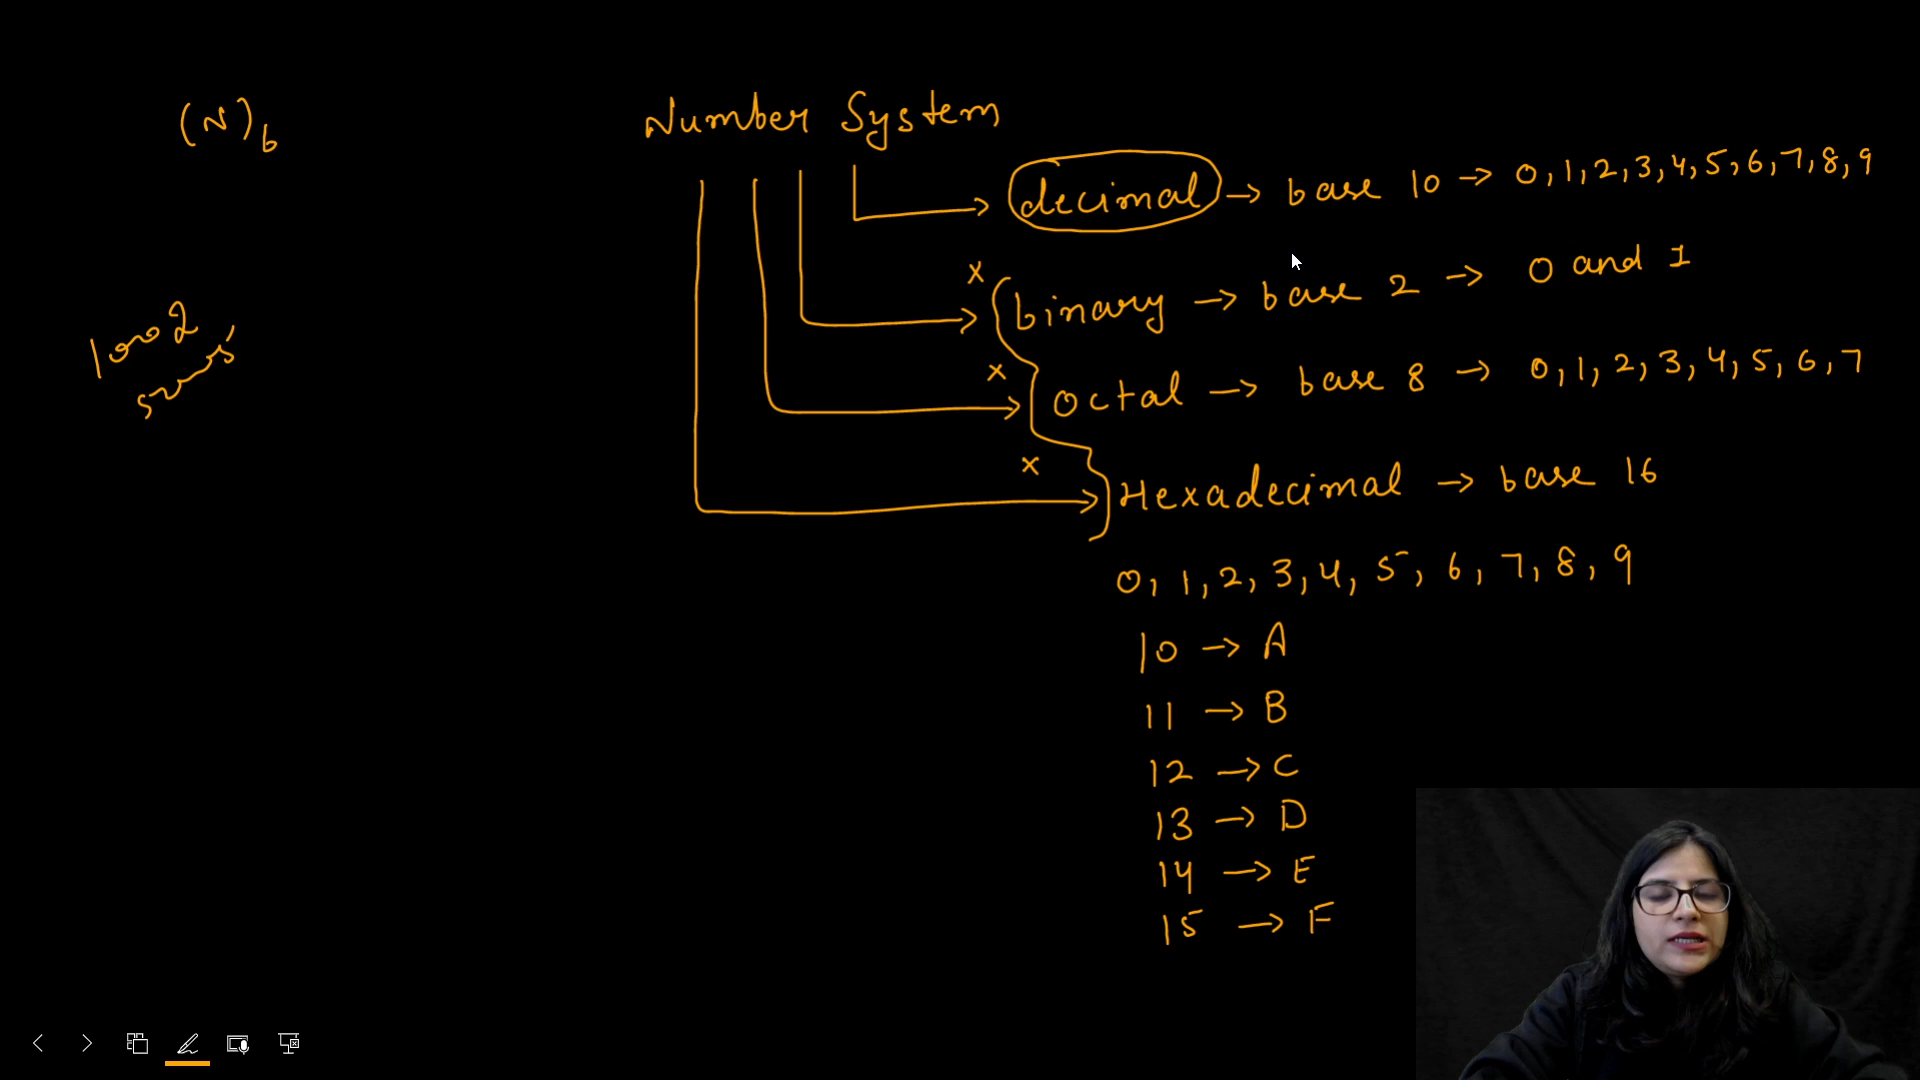 (N)b
Number System
decimal → base 10 → 0,1,2,3,4,5,6,7,8,9
x
binary → base 2 → 0 and 1
1000 2
x
octal → base 8 → 0,1,2,3,4,5,6,7
x
Hexadecimal → base 16
0,1,2,3,4,5,6,7,8,9
10 → A
11 → B
12 → C
13 → D
14 → E
15 → F